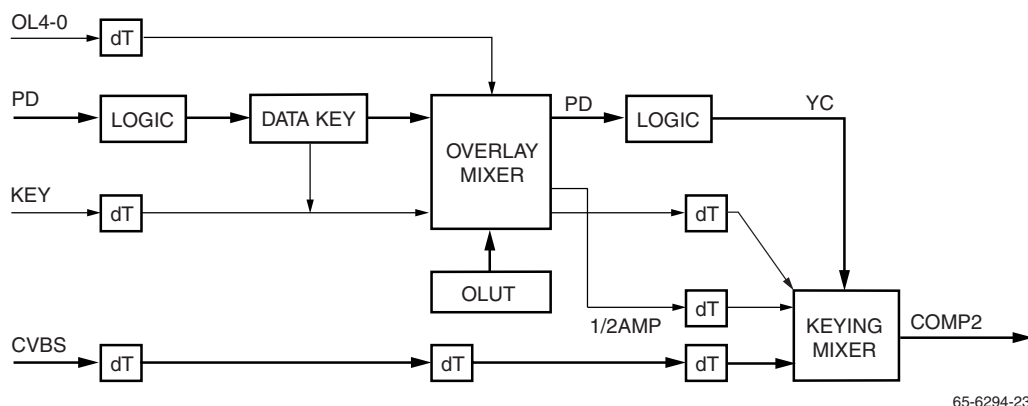 OL4-0
dT
PD
LOGIC
DATA KEY
OVERLAY
MIXER
PD
LOGIC
YC
KEY
dT
dT
OLUT
1/2AMP
dT
KEYING
MIXER
COMP2
CVBS
dT
dT
dT
65-6294-23